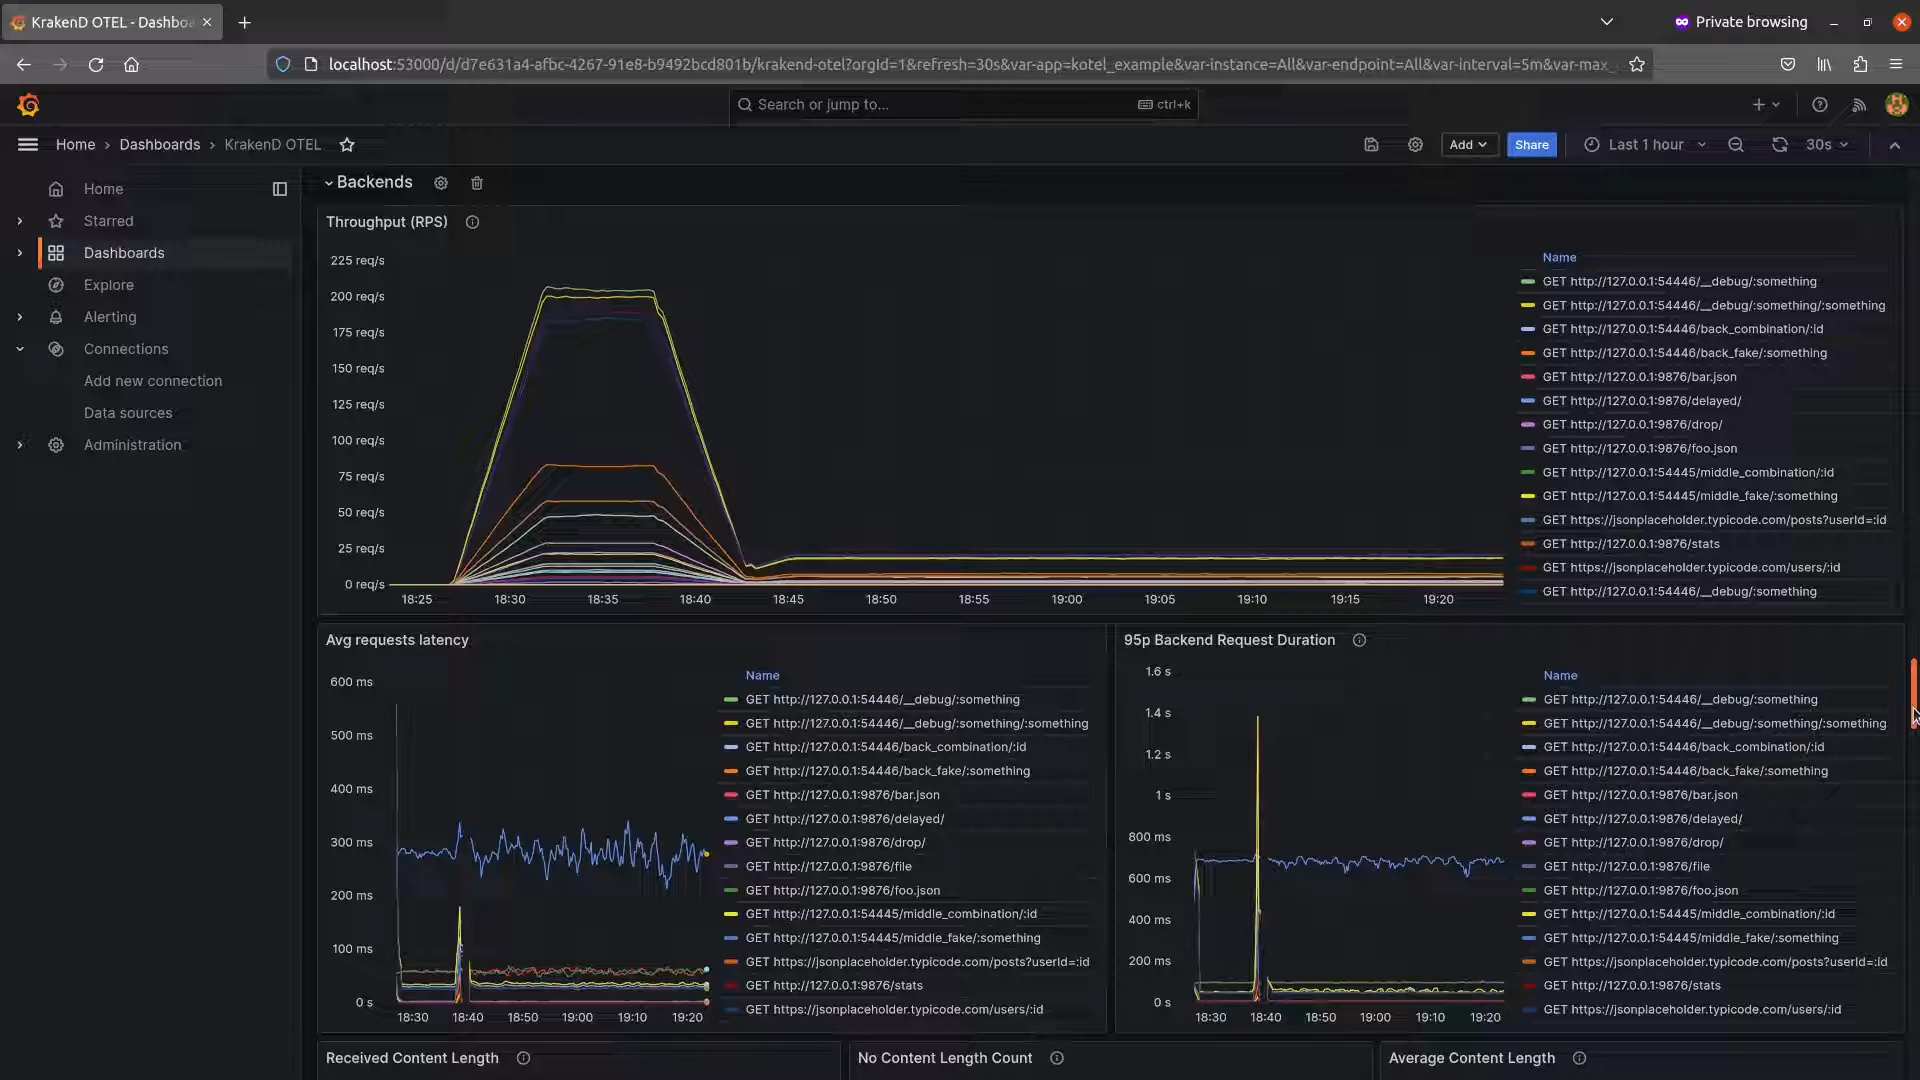 KrakenD OTEL - Dashboa
Private browsing
localhost:53000/d/d7e631a4-afbc-4267-91e8-b9492bcd801b/krakend-otel?orgId=1&refresh=30s&var-app=kotel_example&var-instance=All&var-endpoint=All&var-interval=5m&var-max_
Search or jump to...
ctrl+k
Home › Dashboards › KrakenD OTEL
Add
Share
Last 1 hour
30s
Home
Starred
Dashboards
Explore
Alerting
Connections
Add new connection
Data sources
Administration
Backends
Throughput (RPS)
225 req/s
200 req/s
175 req/s
150 req/s
125 req/s
100 req/s
75 req/s
50 req/s
25 req/s
0 req/s
18:25 18:30 18:35 18:40 18:45 18:50 18:55 19:00 19:05 19:10 19:15 19:20
Name
GET http://127.0.0.1:54446/__debug/:something
GET http://127.0.0.1:54446/__debug/:something/:something
GET http://127.0.0.1:54446/back_combination/:id
GET http://127.0.0.1:54446/back_fake/:something
GET http://127.0.0.1:9876/bar.json
GET http://127.0.0.1:9876/delayed/
GET http://127.0.0.1:9876/drop/
GET http://127.0.0.1:9876/foo.json
GET http://127.0.0.1:54445/middle_combination/:id
GET http://127.0.0.1:54445/middle_fake/:something
GET https://jsonplaceholder.typicode.com/posts?userId=:id
GET http://127.0.0.1:9876/stats
GET https://jsonplaceholder.typicode.com/users/:id
GET http://127.0.0.1:54446/__debug/:something
Avg requests latency
600 ms
500 ms
400 ms
300 ms
200 ms
100 ms
0 s
18:30 18:40 18:50 19:00 19:10 19:20
Name
GET http://127.0.0.1:54446/__debug/:something
GET http://127.0.0.1:54446/__debug/:something/:something
GET http://127.0.0.1:54446/back_combination/:id
GET http://127.0.0.1:54446/back_fake/:something
GET http://127.0.0.1:9876/bar.json
GET http://127.0.0.1:9876/delayed/
GET http://127.0.0.1:9876/drop/
GET http://127.0.0.1:9876/file
GET http://127.0.0.1:9876/foo.json
GET http://127.0.0.1:54445/middle_combination/:id
GET http://127.0.0.1:54445/middle_fake/:something
GET https://jsonplaceholder.typicode.com/posts?userId=:id
GET http://127.0.0.1:9876/stats
GET https://jsonplaceholder.typicode.com/users/:id
95p Backend Request Duration
1.6 s
1.4 s
1.2 s
1 s
800 ms
600 ms
400 ms
200 ms
0 s
18:30 18:40 18:50 19:00 19:10 19:20
Name
GET http://127.0.0.1:54446/__debug/:something
GET http://127.0.0.1:54446/__debug/:something/:something
GET http://127.0.0.1:54446/back_combination/:id
GET http://127.0.0.1:54446/back_fake/:something
GET http://127.0.0.1:9876/bar.json
GET http://127.0.0.1:9876/delayed/
GET http://127.0.0.1:9876/drop/
GET http://127.0.0.1:9876/file
GET http://127.0.0.1:9876/foo.json
GET http://127.0.0.1:54445/middle_combination/:id
GET http://127.0.0.1:54445/middle_fake/:something
GET https://jsonplaceholder.typicode.com/posts?userId=:id
GET http://127.0.0.1:9876/stats
GET https://jsonplaceholder.typicode.com/users/:id
Received Content Length
No Content Length Count
Average Content Length